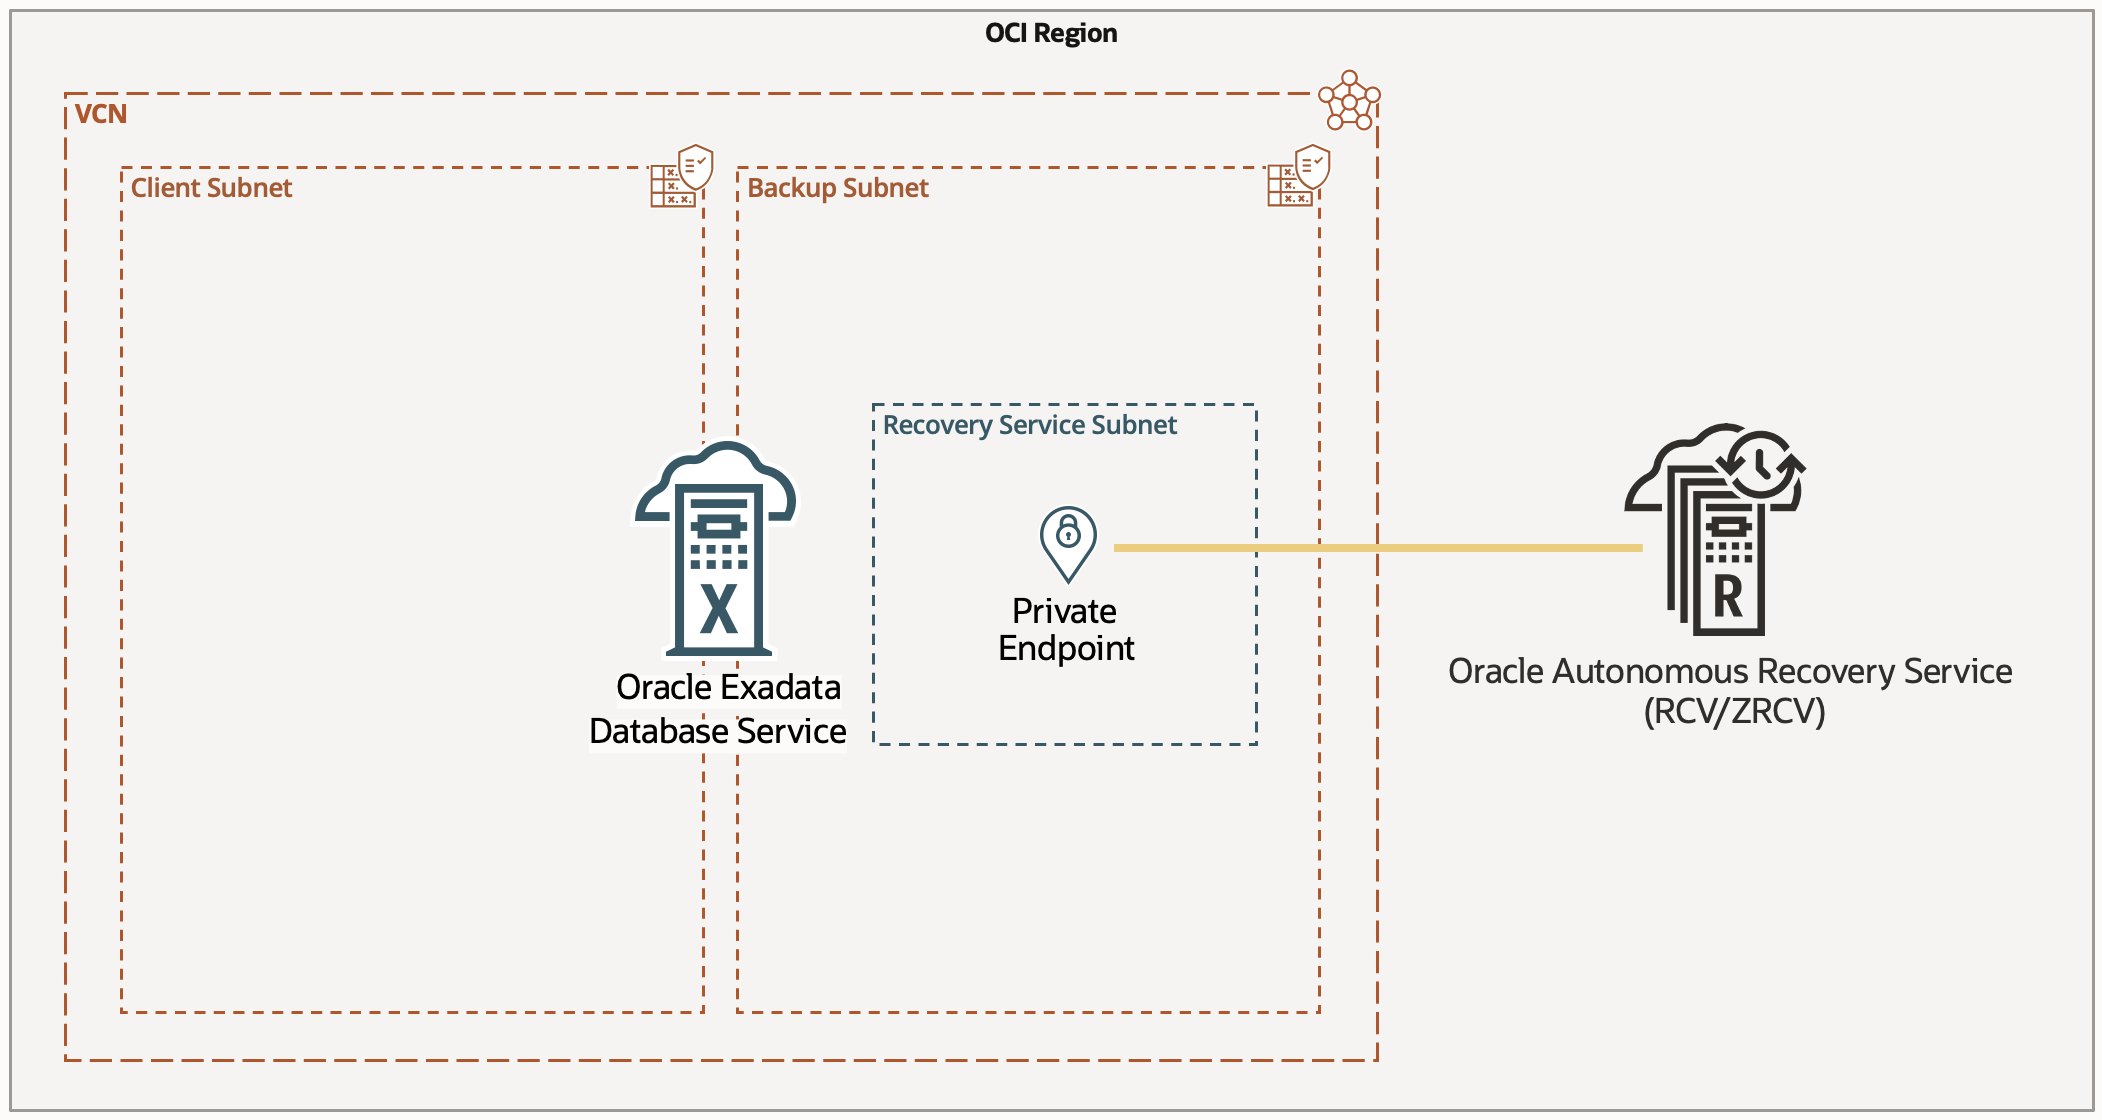 OCI Region
VCN
Client Subnet
Backup Subnet
Recovery Service Subnet
X
Oracle Exadata
Database Service
Private
Endpoint
R
Oracle Autonomous Recovery Service
(RCV/ZRCV)